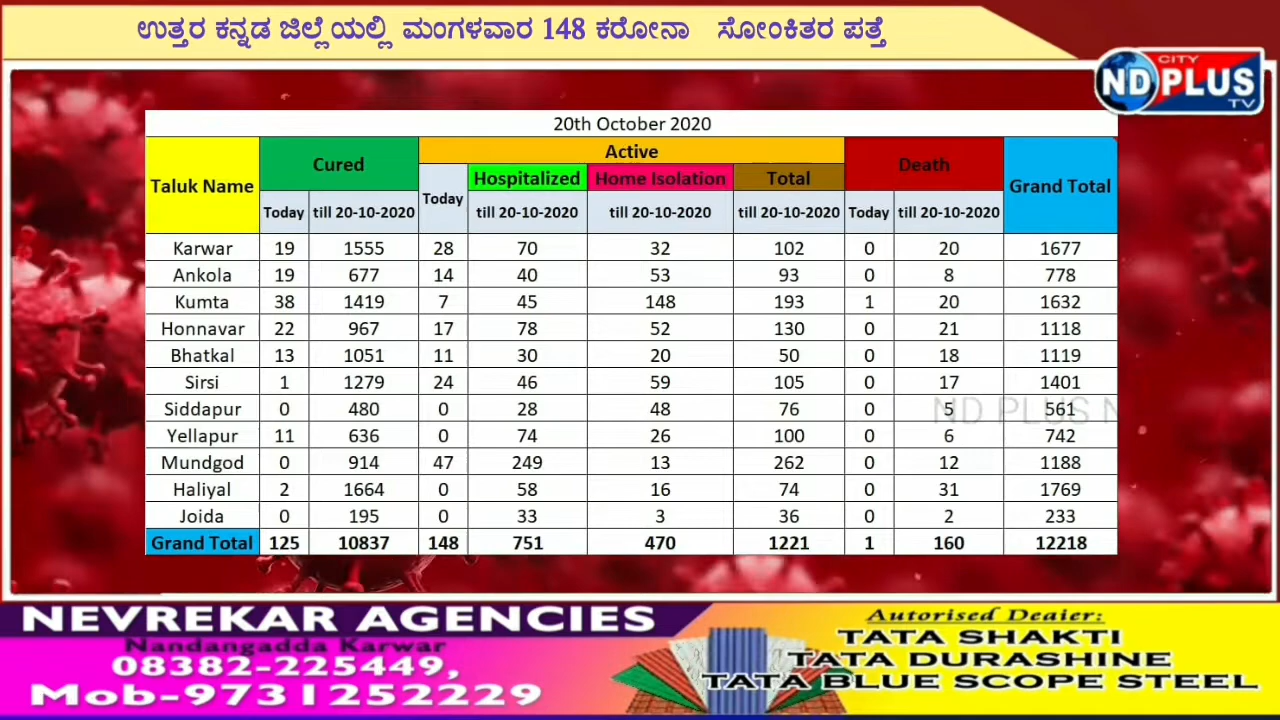 ಉತ್ತರ ಕನ್ನಡ ಜಿಲ್ಲೆಯಲ್ಲಿ ಮಂಗಳವಾರ 148 ಕರೋನಾ ಸೋಂಕಿತರ ಪತ್ತೆ
CITY
ND PLUS
TV
20th October 2020
Taluk Name Cured Active Death Grand Total
Today Hospitalized Home Isolation Total
Today till 20-10-2020 till 20-10-2020 till 20-10-2020 till 20-10-2020 Today till 20-10-2020
Karwar 19 1555 28 70 32 102 0 20 1677
Ankola 19 677 14 40 53 93 0 8 778
Kumta 38 1419 7 45 148 193 1 20 1632
Honnavar 22 967 17 78 52 130 0 21 1118
Bhatkal 13 1051 11 30 20 50 0 18 1119
Sirsi 1 1279 24 46 59 105 0 17 1401
Siddapur 0 480 0 28 48 76 0 5 561
ND PLUS N
Yellapur 11 636 0 74 26 100 0 6 742
Mundgod 0 914 47 249 13 262 0 12 1188
Haliyal 2 1664 0 58 16 74 0 31 1769
Joida 0 195 0 33 3 36 0 2 233
Grand Total 125 10837 148 751 470 1221 1 160 12218
NEVREKAR AGENCIES
Nandangadda Karwar
08382-225449,
Mob-9731252229
Autorised Dealer:
TATA SHAKTI
TATA DURASHINE
TATA BLUE SCOPE STEEL